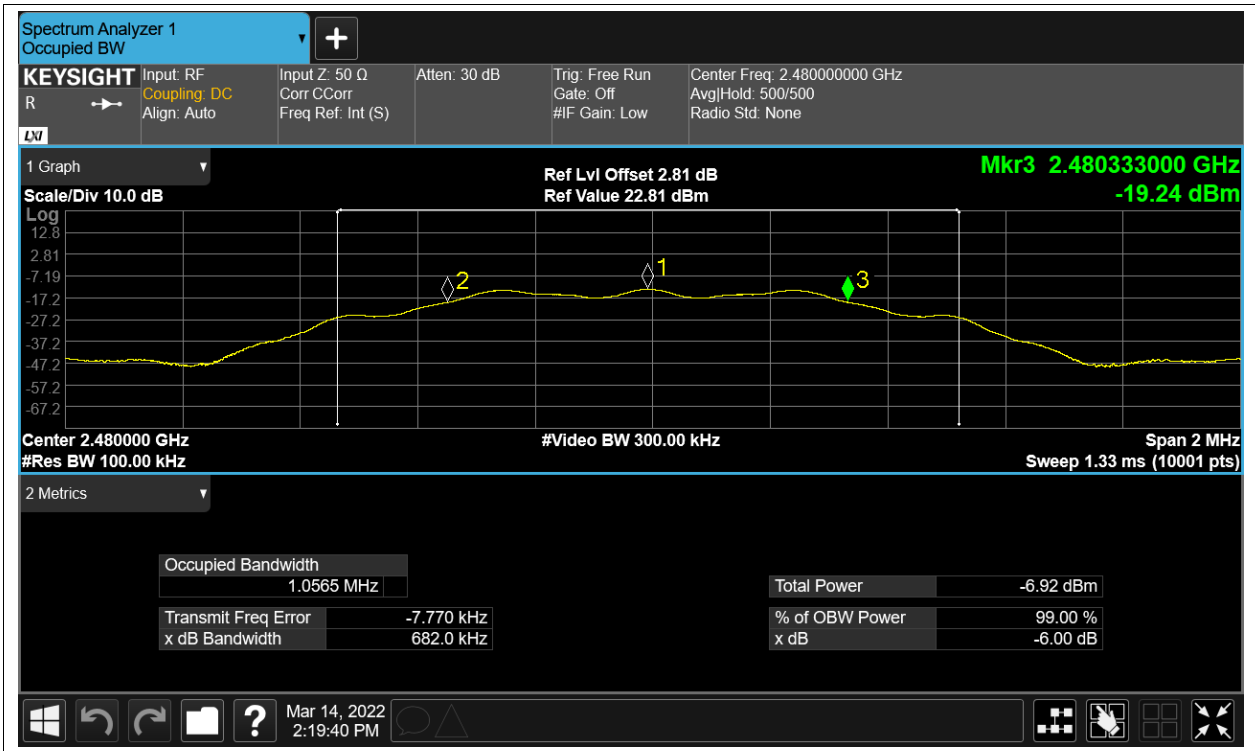 Spectrum Analyzer 1
Occupied BW
KEYSIGHT
R
LXI
Input: RF
Coupling: DC
Align: Auto
Input Z: 50 Ω
Corr CCorr
Freq Ref: Int (S)
Atten: 30 dB
Trig: Free Run
Gate: Off
#IF Gain: Low
Center Freq: 2.480000000 GHz
Avg|Hold: 500/500
Radio Std: None
1 Graph
Scale/Div 10.0 dB
Ref Lvl Offset 2.81 dB
Ref Value 22.81 dBm
Mkr3 2.480333000 GHz
-19.24 dBm
Log
12.8
2.81
-7.19
-17.2
-27.2
-37.2
-47.2
-57.2
-67.2
2
1
3
Center 2.480000 GHz
#Res BW 100.00 kHz
#Video BW 300.00 kHz
Span 2 MHz
Sweep 1.33 ms (10001 pts)
2 Metrics
Occupied Bandwidth
1.0565 MHz
Transmit Freq Error -7.770 kHz
x dB Bandwidth 682.0 kHz
Total Power -6.92 dBm
% of OBW Power 99.00 %
x dB -6.00 dB
?
Mar 14, 2022
2:19:40 PM